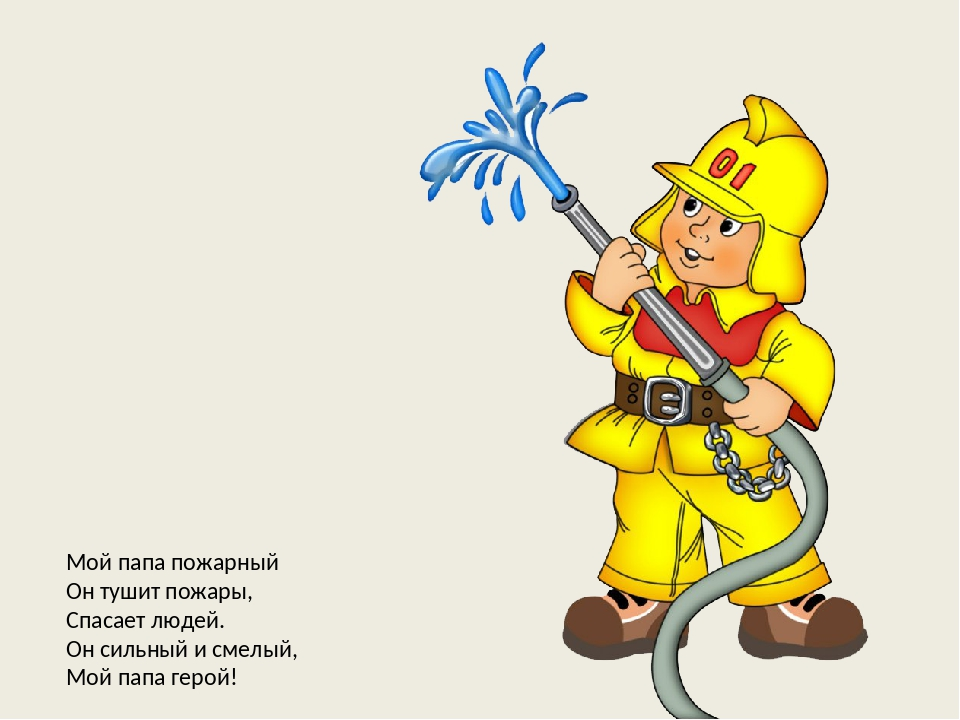 01
Мой папа пожарный
Он тушит пожары,
Спасает людей.
Он сильный и смелый,
Мой папа герой!